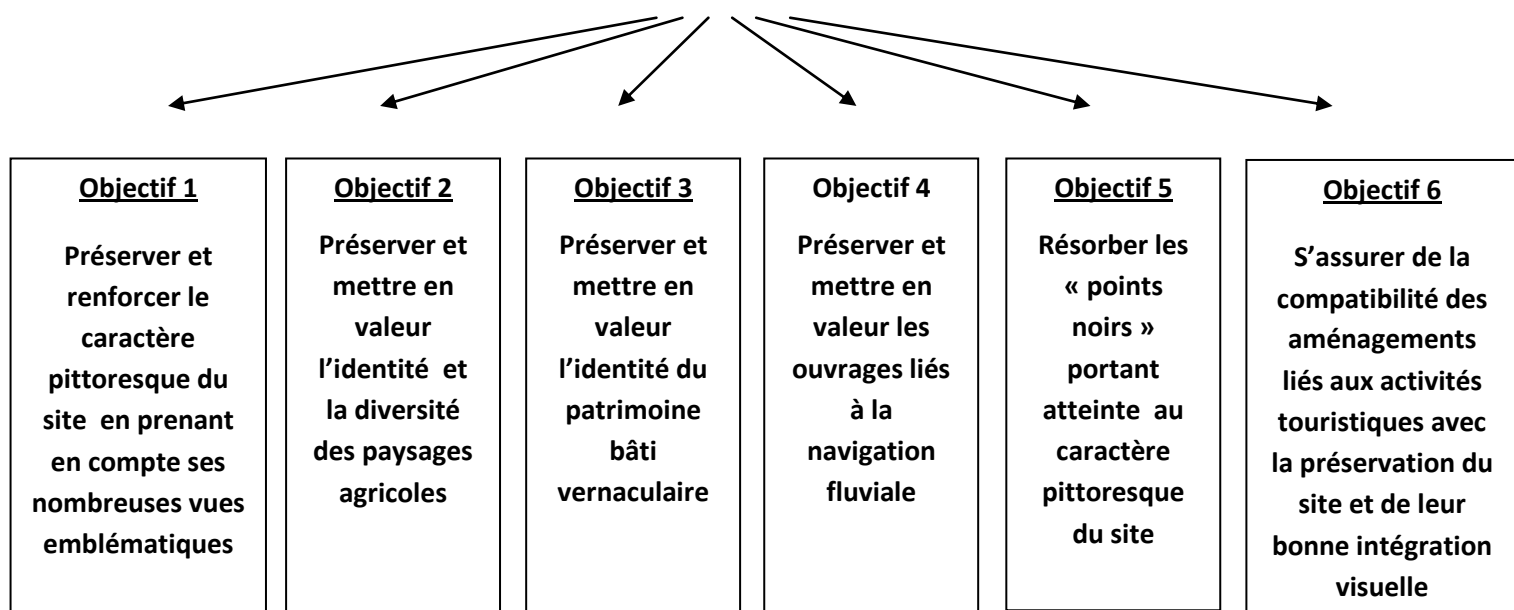 Objectif 1
Préserver et
renforcer le
caractère
pittoresque du
site en prenant
en compte ses
nombreuses vues
emblématiques
Objectif 2
Préserver et
mettre en
valeur
l’identité et
la diversité
des paysages
agricoles
Objectif 3
Préserver et
mettre en
valeur
l’identité du
patrimoine
bâti
vernaculaire
Objectif 4
Préserver et
mettre en
valeur les
ouvrages liés
à la
navigation
fluviale
Objectif 5
Résorber les
« points
noirs »
portant
atteinte au
caractère
pittoresque
du site
Objectif 6
S’assurer de la
compatibilité des
aménagements
liés aux activités
touristiques avec
la préservation du
site et de leur
bonne intégration
visuelle